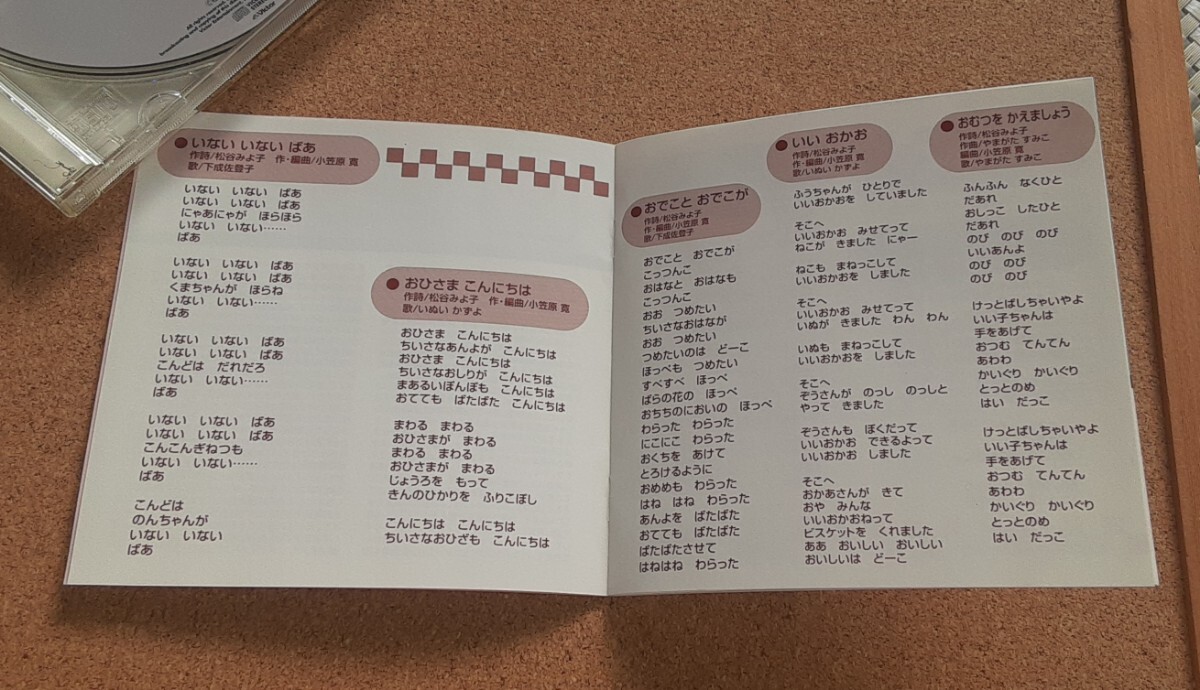 Victor
● いない いない ばあ
作詩/松谷みよ子　作・編曲/小笠原 寛
歌/下成佐登子
いない　いない　ばあ
いない　いない　ばあ
にゃあにゃが　ほらほら
いない　いない……
ばあ
いない　いない　ばあ
いない　いない　ばあ
くまちゃんが　ほらね
いない　いない……
ばあ
いない　いない　ばあ
いない　いない　ばあ
こんどは　だれだろ
いない　いない……
ばあ
いない　いない　ばあ
いない　いない　ばあ
こんこんぎねつも
いない　いない……
ばあ
こんどは
のんちゃんが
いない　いない
ばあ
● おひさま こんにちは
作詩/松谷みよ子　作・編曲/小笠原 寛
歌/いぬい かずよ
おひさま　こんにちは
ちいさなあんよが　こんにちは
おひさま　こんにちは
ちいさなおしりが　こんにちは
まあるいぽんぽも　こんにちは
おてても　ぱたぱた　こんにちは
まわる　まわる
おひさまが　まわる
まわる　まわる
おひさまが　まわる
じょうろを　もって
きんのひかりを　ふりこぼし
こんにちは　こんにちは
ちいさなおひざも　こんにちは
● おでこと おでこが
作詩/松谷みよ子
作・編曲/小笠原 寛
歌/下成佐登子
おでこと　おでこが
こっつんこ
おはなと　おはなも
こっつんこ
おお　つめたい
ちいさなおはなが
おお　つめたい
つめたいのは　どーこ
ほっぺも　つめたい
すべすべ　ほっぺ
ばらの花の　ほっぺ
おちちのにおいの　ほっぺ
わらった　わらった
にこにこ　わらった
おくちを　あけて
とろけるように
おめめも　わらった
はね　はね　わらった
あんよを　ぱたぱた
おててを　ぱたぱた
ぱたぱたさせて
はねはね　わらった
● いい おかお
作詩/松谷みよ子
作・編曲/小笠原 寛
歌/いぬい かずよ
ふうちゃんが　ひとりで
いいおかおを　していました
そこへ
いいおかお　みせてって
ねこが　きました　にゃー
ねこも　まねっこして
いいおかおを　しました
そこへ
いいおかお　みせてって
いぬが　きました　わん　わん
いぬも　まねっこして
いいおかおを　しました
そこへ
ぞうさんが　のっし　のっしと
やって　きました
ぞうさんも　ぼくだって
いいおかお　できるよって
いいおかお　しました
そこへ
おかあさんが　きて
おや　みんな
いいおかおねって
ビスケットを　くれました
ああ　おいしい　おいしい
おいしいは　どーこ
● おむつを かえましょう
作詩/松谷みよ子
作曲/やまがた すみこ
編曲/小笠原 寛
歌/やまがた すみこ
ふんふん　なくひと
だあれ
おしっこ　したひと
だあれ
のび　のび　のび
いいあんよ
のび　のび
のび　のび
けっとばしちゃいやよ
いい子ちゃんは
手をあげて
おつむ　てんてん
あわわ
かいぐり　かいぐり
とっとのめ
はい　だっこ
けっとばしちゃいやよ
いい子ちゃんは
手をあげて
おつむ　てんてん
あわわ
かいぐり　かいぐり
とっとのめ
はい　だっこ